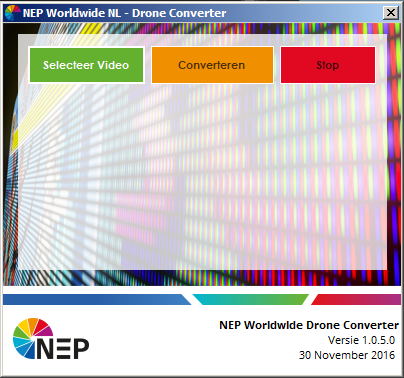 NEP Worldwide NL - Drone Converter
Selecteer Video Converteren Stop
NEP Worldwide Drone Converter
Versie 1.0.5.0
NEP
30 November 2016